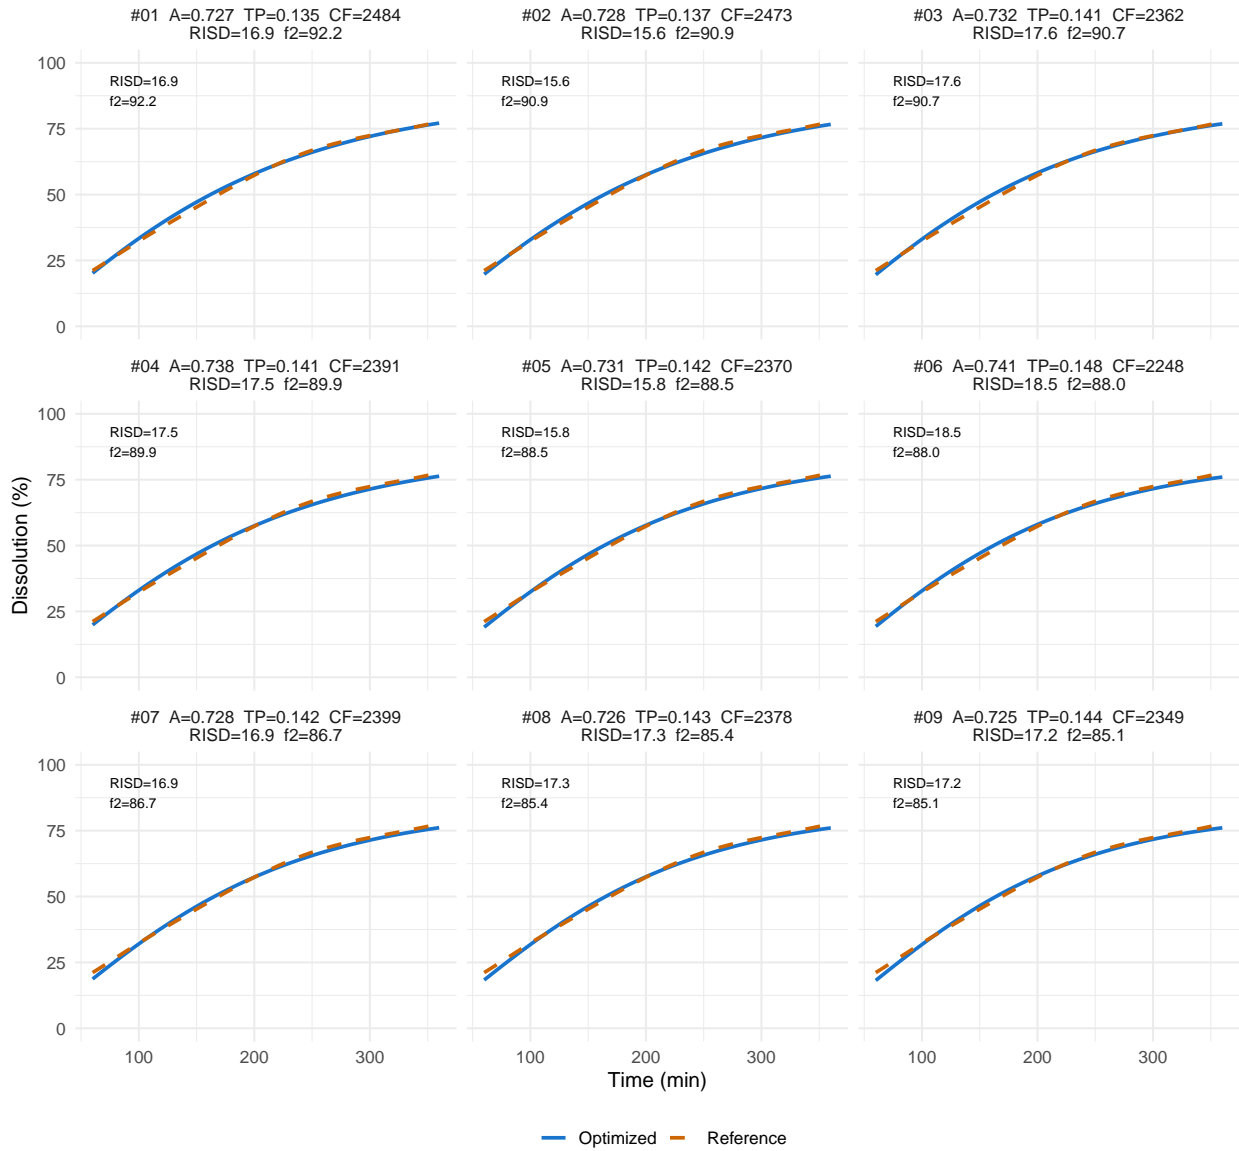 #01 A=0.727 TP=0.135 CF=2484
RISD=16.9 f2=92.2
#02 A=0.728 TP=0.137 CF=2473
RISD=15.6 f2=90.9
#03 A=0.732 TP=0.141 CF=2362
RISD=17.6 f2=90.7
100
75
50
25
0
RISD=16.9
f2=92.2
RISD=15.6
f2=90.9
RISD=17.6
f2=90.7
#04 A=0.738 TP=0.141 CF=2391
RISD=17.5 f2=89.9
#05 A=0.731 TP=0.142 CF=2370
RISD=15.8 f2=88.5
#06 A=0.741 TP=0.148 CF=2248
RISD=18.5 f2=88.0
100
75
50
25
0
RISD=17.5
f2=89.9
RISD=15.8
f2=88.5
RISD=18.5
f2=88.0
Dissolution (%)
#07 A=0.728 TP=0.142 CF=2399
RISD=16.9 f2=86.7
#08 A=0.726 TP=0.143 CF=2378
RISD=17.3 f2=85.4
#09 A=0.725 TP=0.144 CF=2349
RISD=17.2 f2=85.1
100
75
50
25
0
RISD=16.9
f2=86.7
RISD=17.3
f2=85.4
RISD=17.2
f2=85.1
100 200 300
100 200 300
100 200 300
Time (min)
Optimized
Reference